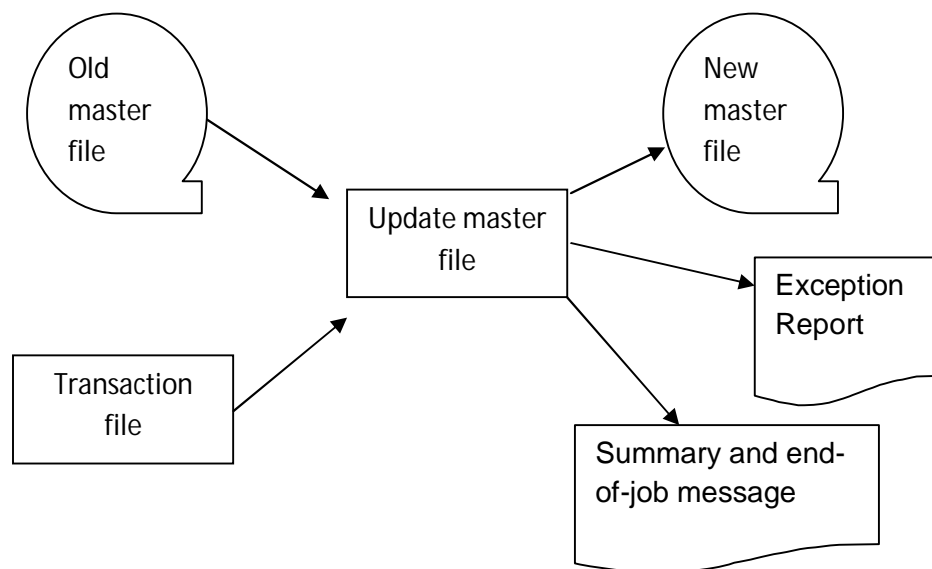 Old
master
file
New
master
file
Update master
file
Exception
Report
Transaction
file
Summary and end-
of-job message